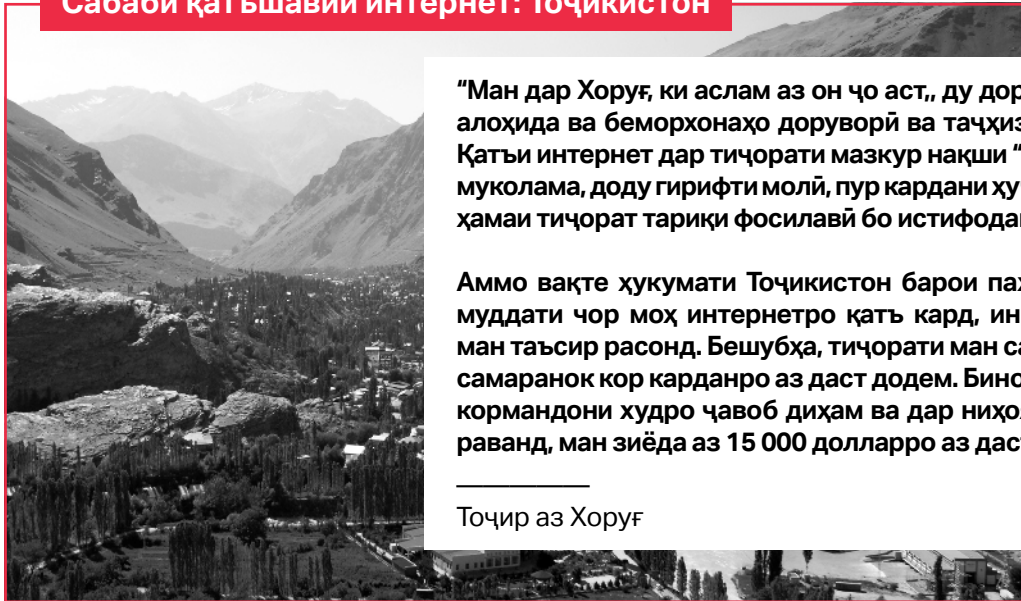 Сабаби қатъшавии интернет: Тоҷикистон
“Ман дар Хоруғ, ки аслам аз он ҷо аст,, ду дор
алоҳида ва беморхонаҳо доруворӣ ва таҷҳиз
Қатъи интернет дар тиҷорати мазкур нақши “
муколама, доду гирифти молӣ, пур кардани ҳу
ҳамаи тиҷорат тариқи фосилавӣ бо истифода
Аммо вақте ҳукумати Тоҷикистон барои пах
муддати чор моҳ интернетро қатъ кард, ин
ман таъсир расонд. Бешубҳа, тиҷорати ман са
самаранок кор карданро аз даст додем. Бино
кормандони худро ҷавоб диҳам ва дар ниҳо
раванд, ман зиёда аз 15 000 долларро аз дас
Тоҷир аз Хоруғ